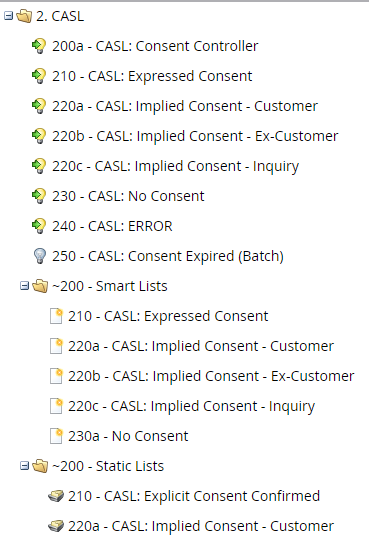 2. CASL
200a - CASL: Consent Controller
210 - CASL: Expressed Consent
220a - CASL: Implied Consent - Customer
220b - CASL: Implied Consent - Ex-Customer
220c - CASL: Implied Consent - Inquiry
230 - CASL: No Consent
240 - CASL: ERROR
250 - CASL: Consent Expired (Batch)
~200 - Smart Lists
210 - CASL: Expressed Consent
220a - CASL: Implied Consent - Customer
220b - CASL: Implied Consent - Ex-Customer
220c - CASL: Implied Consent - Inquiry
230a - No Consent
~200 - Static Lists
210 - CASL: Explicit Consent Confirmed
220a - CASL: Implied Consent - Customer